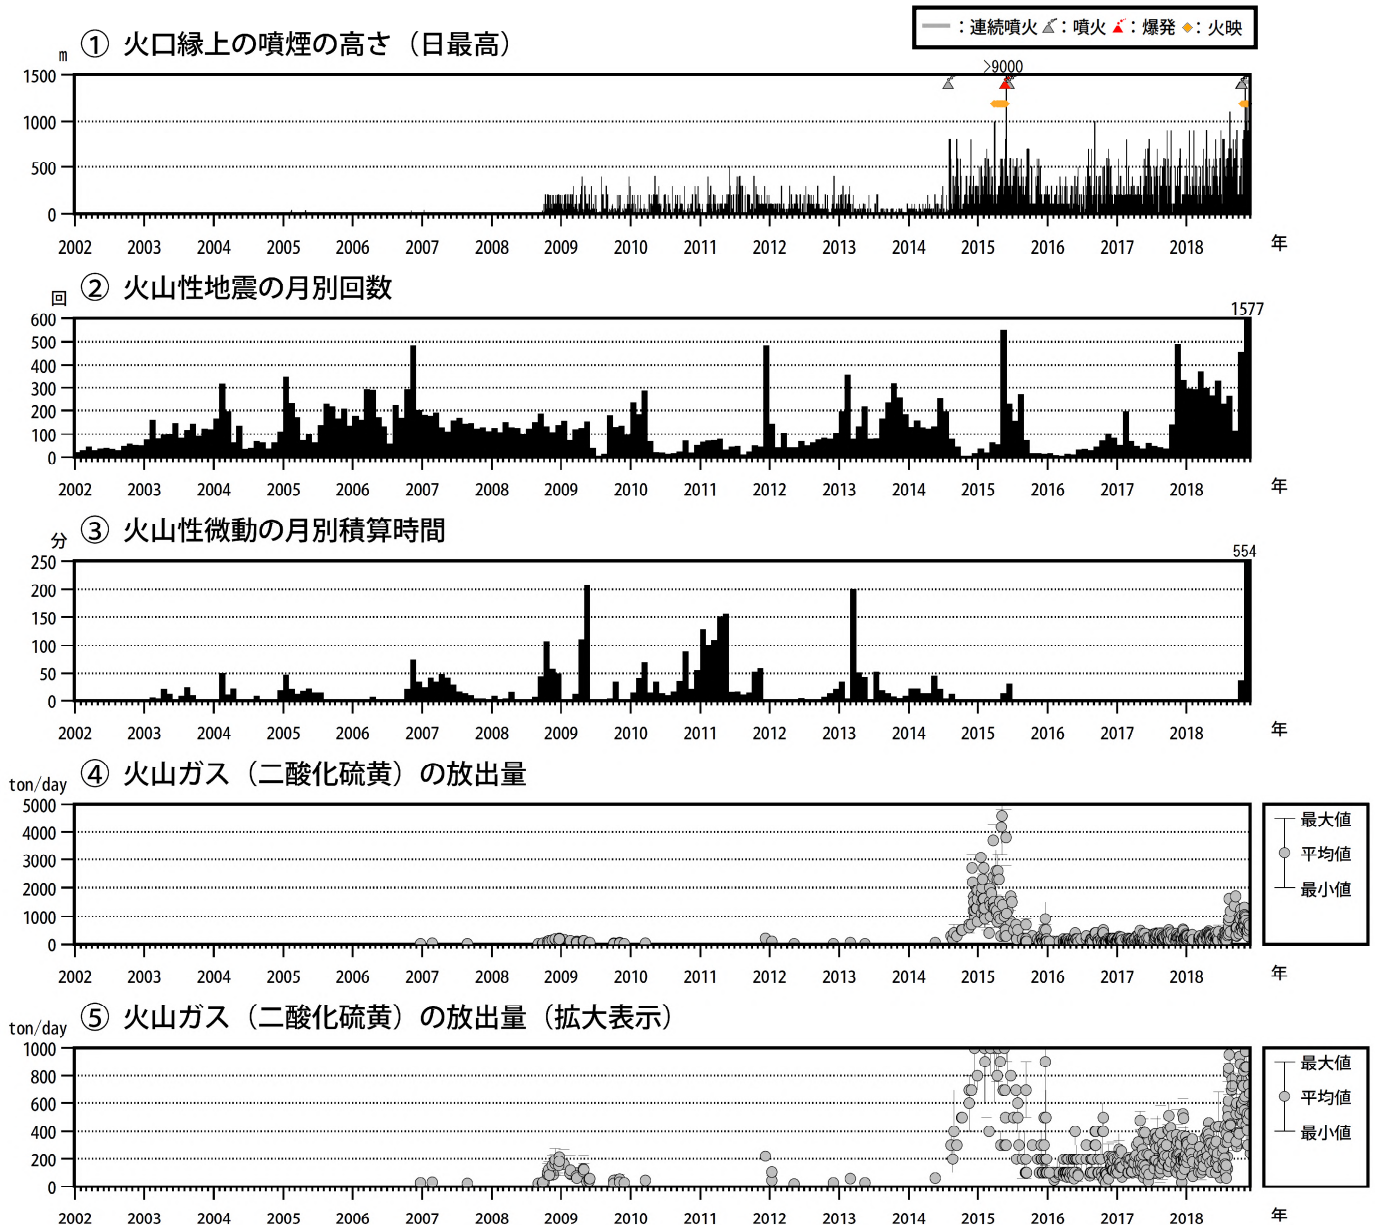 ：連続噴火 ：噴火 ：爆発 ：火映
① 火口縁上の噴煙の高さ（日最高）
m
>9000
1500
1000
500
0
2002 2003 2004 2005 2006 2007 2008 2009 2010 2011 2012 2013 2014 2015 2016 2017 2018 年
② 火山性地震の月別回数
回
1577
600
500
400
300
200
100
0
2002 2003 2004 2005 2006 2007 2008 2009 2010 2011 2012 2013 2014 2015 2016 2017 2018 年
③ 火山性微動の月別積算時間
分
554
250
200
150
100
50
0
2002 2003 2004 2005 2006 2007 2008 2009 2010 2011 2012 2013 2014 2015 2016 2017 2018 年
④ 火山ガス（二酸化硫黄）の放出量
ton/day
5000
4000
3000
2000
1000
0
最大値
平均値
最小値
2002 2003 2004 2005 2006 2007 2008 2009 2010 2011 2012 2013 2014 2015 2016 2017 2018 年
⑤ 火山ガス（二酸化硫黄）の放出量（拡大表示）
ton/day
1000
800
600
400
200
0
最大値
平均値
最小値
2002 2003 2004 2005 2006 2007 2008 2009 2010 2011 2012 2013 2014 2015 2016 2017 2018 年